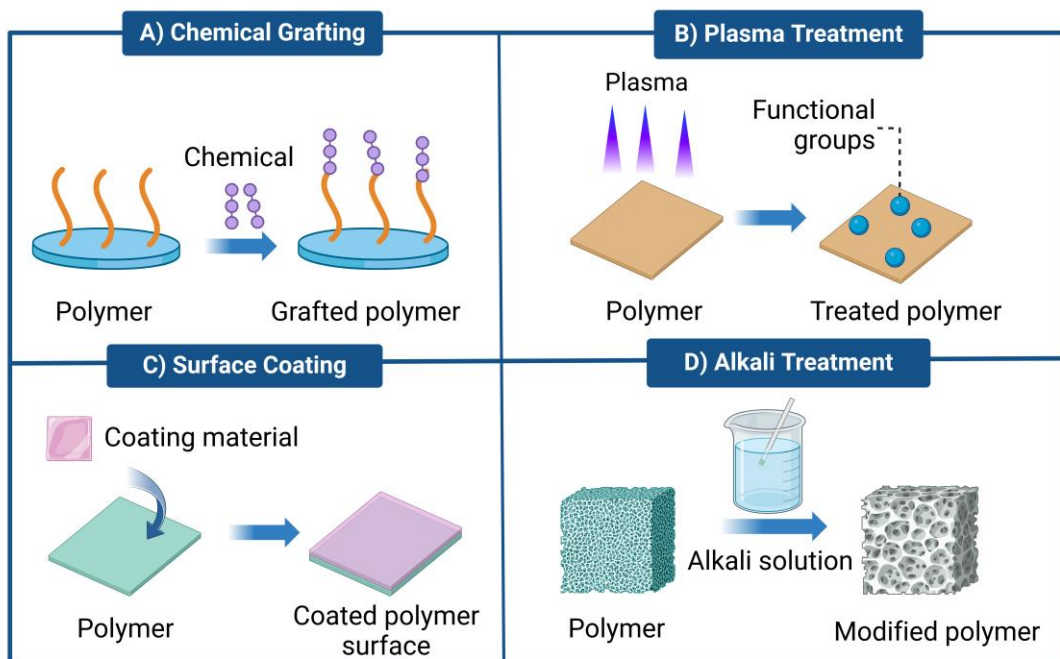 A) Chemical Grafting
Chemical
Polymer
Grafted polymer
B) Plasma Treatment
Plasma
Functional
groups
Polymer
Treated polymer
C) Surface Coating
Coating material
Polymer
Coated polymer
surface
D) Alkali Treatment
Alkali solution
Polymer
Modified polymer